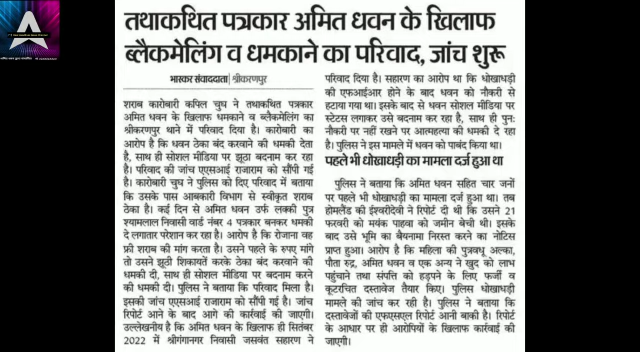 तथाकथित पत्रकार अमित धवन के खिलाफ
ब्लैकमेलिंग व धमकाने का परिवाद, जांच शुरू
भास्कर संवाददाता | श्रीकरणपुर
शराब कारोबारी कपिल चुघ ने तथाकथित पत्रकार
अमित धवन के खिलाफ धमकाने व ब्लैकमेलिंग का
श्रीकरणपुर थाने में परिवाद दिया है। कारोबारी का
आरोप है कि धवन ठेका बंद करवाने की धमकी देता
है, साथ ही सोशल मीडिया पर झूठा बदनाम कर रहा
है। परिवाद की जांच एएसआई राजाराम को सौंपी गई
है। कारोबारी चुघ ने पुलिस को दिए परिवाद में बताया
कि उसके पास आबकारी विभाग से स्वीकृत शराब
ठेका है। कई दिन से अमित धवन उर्फ लक्की पुत्र
श्यामलाल निवासी वार्ड नंबर 4 पत्रकार बनकर धमकी
दे लगातार परेशान कर रहा है। आरोप है कि रोजाना वह
फ्री शराब की मांग करता है। उसने पहले के रुपए मांगे
तो उसने झूठी शिकायतें करके ठेका बंद करवाने की
धमकी दी, साथ ही सोशल मीडिया पर बदनाम करने
की धमकी दी। पुलिस ने बताया कि परिवाद मिला है।
इसकी जांच एएसआई राजाराम को सौंपी गई है। जांच
रिपोर्ट आने के बाद आगे की कार्रवाई की जाएगी।
उल्लेखनीय है कि अमित धवन के खिलाफ ही सितंबर
2022 में श्रीगंगानगर निवासी जसवंत सहारण ने
परिवाद दिया है। सहारण का आरोप था कि धोखाधड़ी
की एफआईआर होने के बाद धवन को नौकरी से
हटाया गया था। इसके बाद से धवन सोशल मीडिया पर
स्टेटस लगाकर उसे बदनाम कर रहा है, साथ ही पुन:
नौकरी पर नहीं रखने पर आत्महत्या की धमकी दे रहा
है। पुलिस ने इस मामले में धवन को पाबंद किया था।
पहले भी धोखाधड़ी का मामला दर्ज हुआ था
पुलिस ने बताया कि अमित धवन सहित चार जनों
पर पहले भी धोखाधड़ी का मामला दर्ज हुआ था। तब
होमलैंड की ईश्वरीदेवी ने रिपोर्ट दी थी कि उसने 21
फरवरी को मयंक पाहवा को जमीन बेची थी। इसके
बाद उसे भूमि का बैयनामा निरस्त करने का नोटिस
प्राप्त हुआ। आरोप है कि महिला की पुत्रवधू अल्का,
पौता रुद्र, अमित धवन व एक अन्य ने खुद को लाभ
पहुंचाने तथा संपत्ति को हड़पने के लिए फर्जी व
कूटरचित दस्तावेज तैयार किए। पुलिस धोखाधड़ी
मामले की जांच कर रही है। पुलिस ने बताया कि
दस्तावेजों की एफएसएल रिपोर्ट आनी बाकी है। रिपोर्ट
के आधार पर ही आरोपियों के खिलाफ कार्रवाई की
जाएगी।